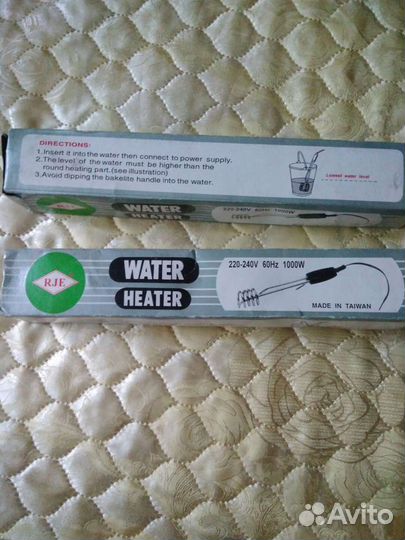 DIRECTIONS:
1.Insert it into the water then connect to power supply.
2.The level of the water must be higher than the
round heating part.(see illustration)
3.Avoid dipping the bakelite handle into the water.
Lowest water level
WATER
HEATER
220-240V 60Hz 1000W
RJE
WATER
HEATER
220-240V 60Hz 1000W
MADE IN TAIWAN
Avito